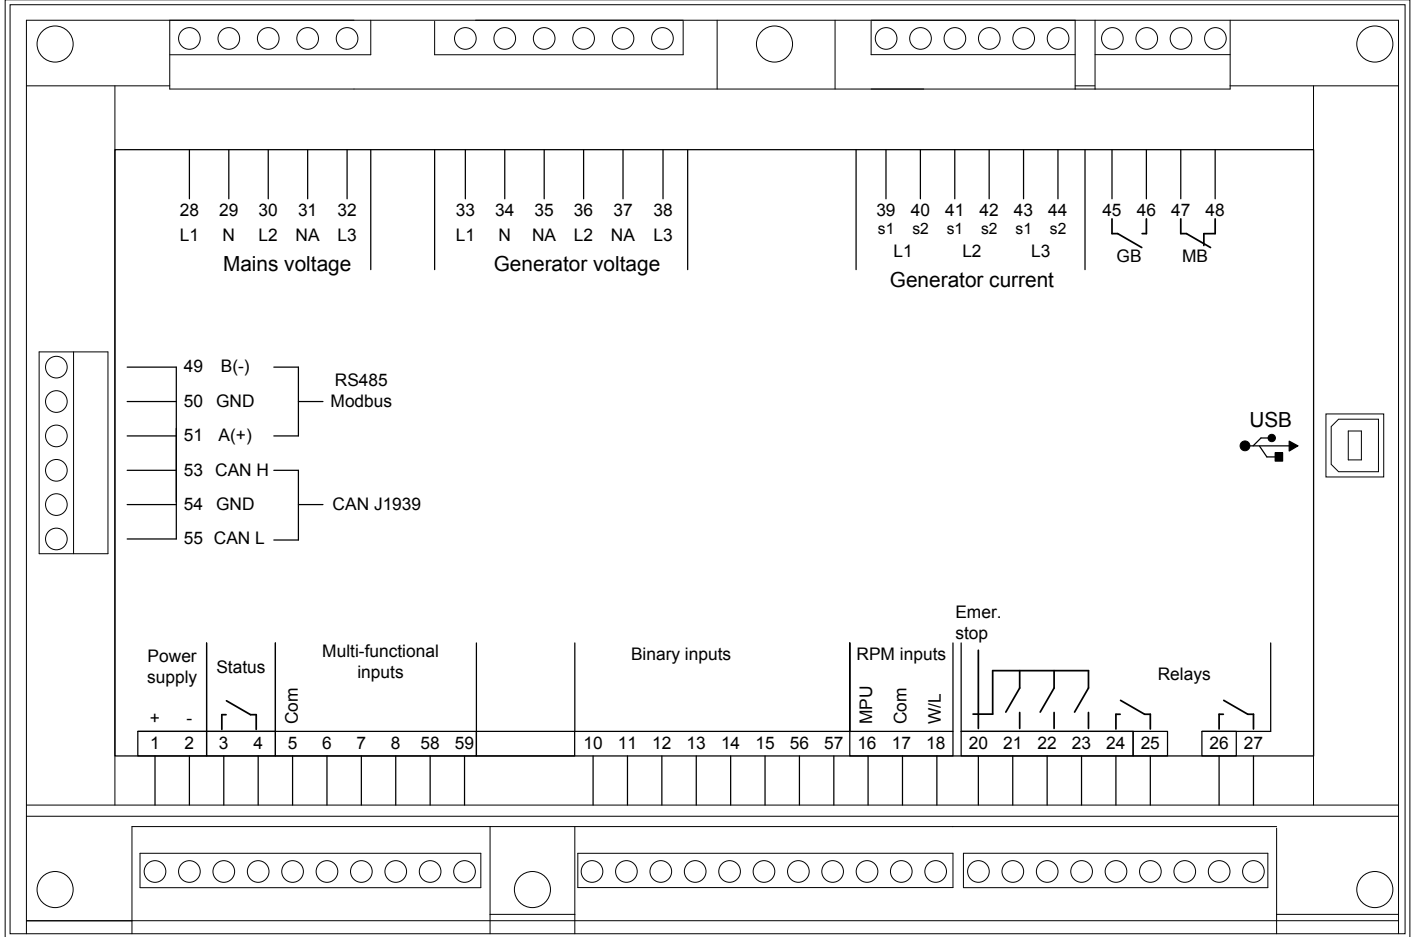 28 29 30 31 32 33 34 35 36 37 38 39 40 41 42 43 44 45 46 47 48
L1 N L2 NA L3 L1 N NA L2 NA L3 s1 s2 s1 s2 s1 s2
L1 L2 L3 GB MB
Mains voltage Generator voltage Generator current
49 B(-)
50 GND
51 A(+)
RS485
Modbus
53 CAN H
54 GND
55 CAN L
CAN J1939
USB
Power
supply
+ -
Status
Multi-functional
inputs
Com
Binary inputs
RPM inputs
MPU Com W/L
Emer.
stop
Relays
1 2 3 4 5 6 7 8 58 59 10 11 12 13 14 15 56 57 16 17 18 20 21 22 23 24 25 26 27